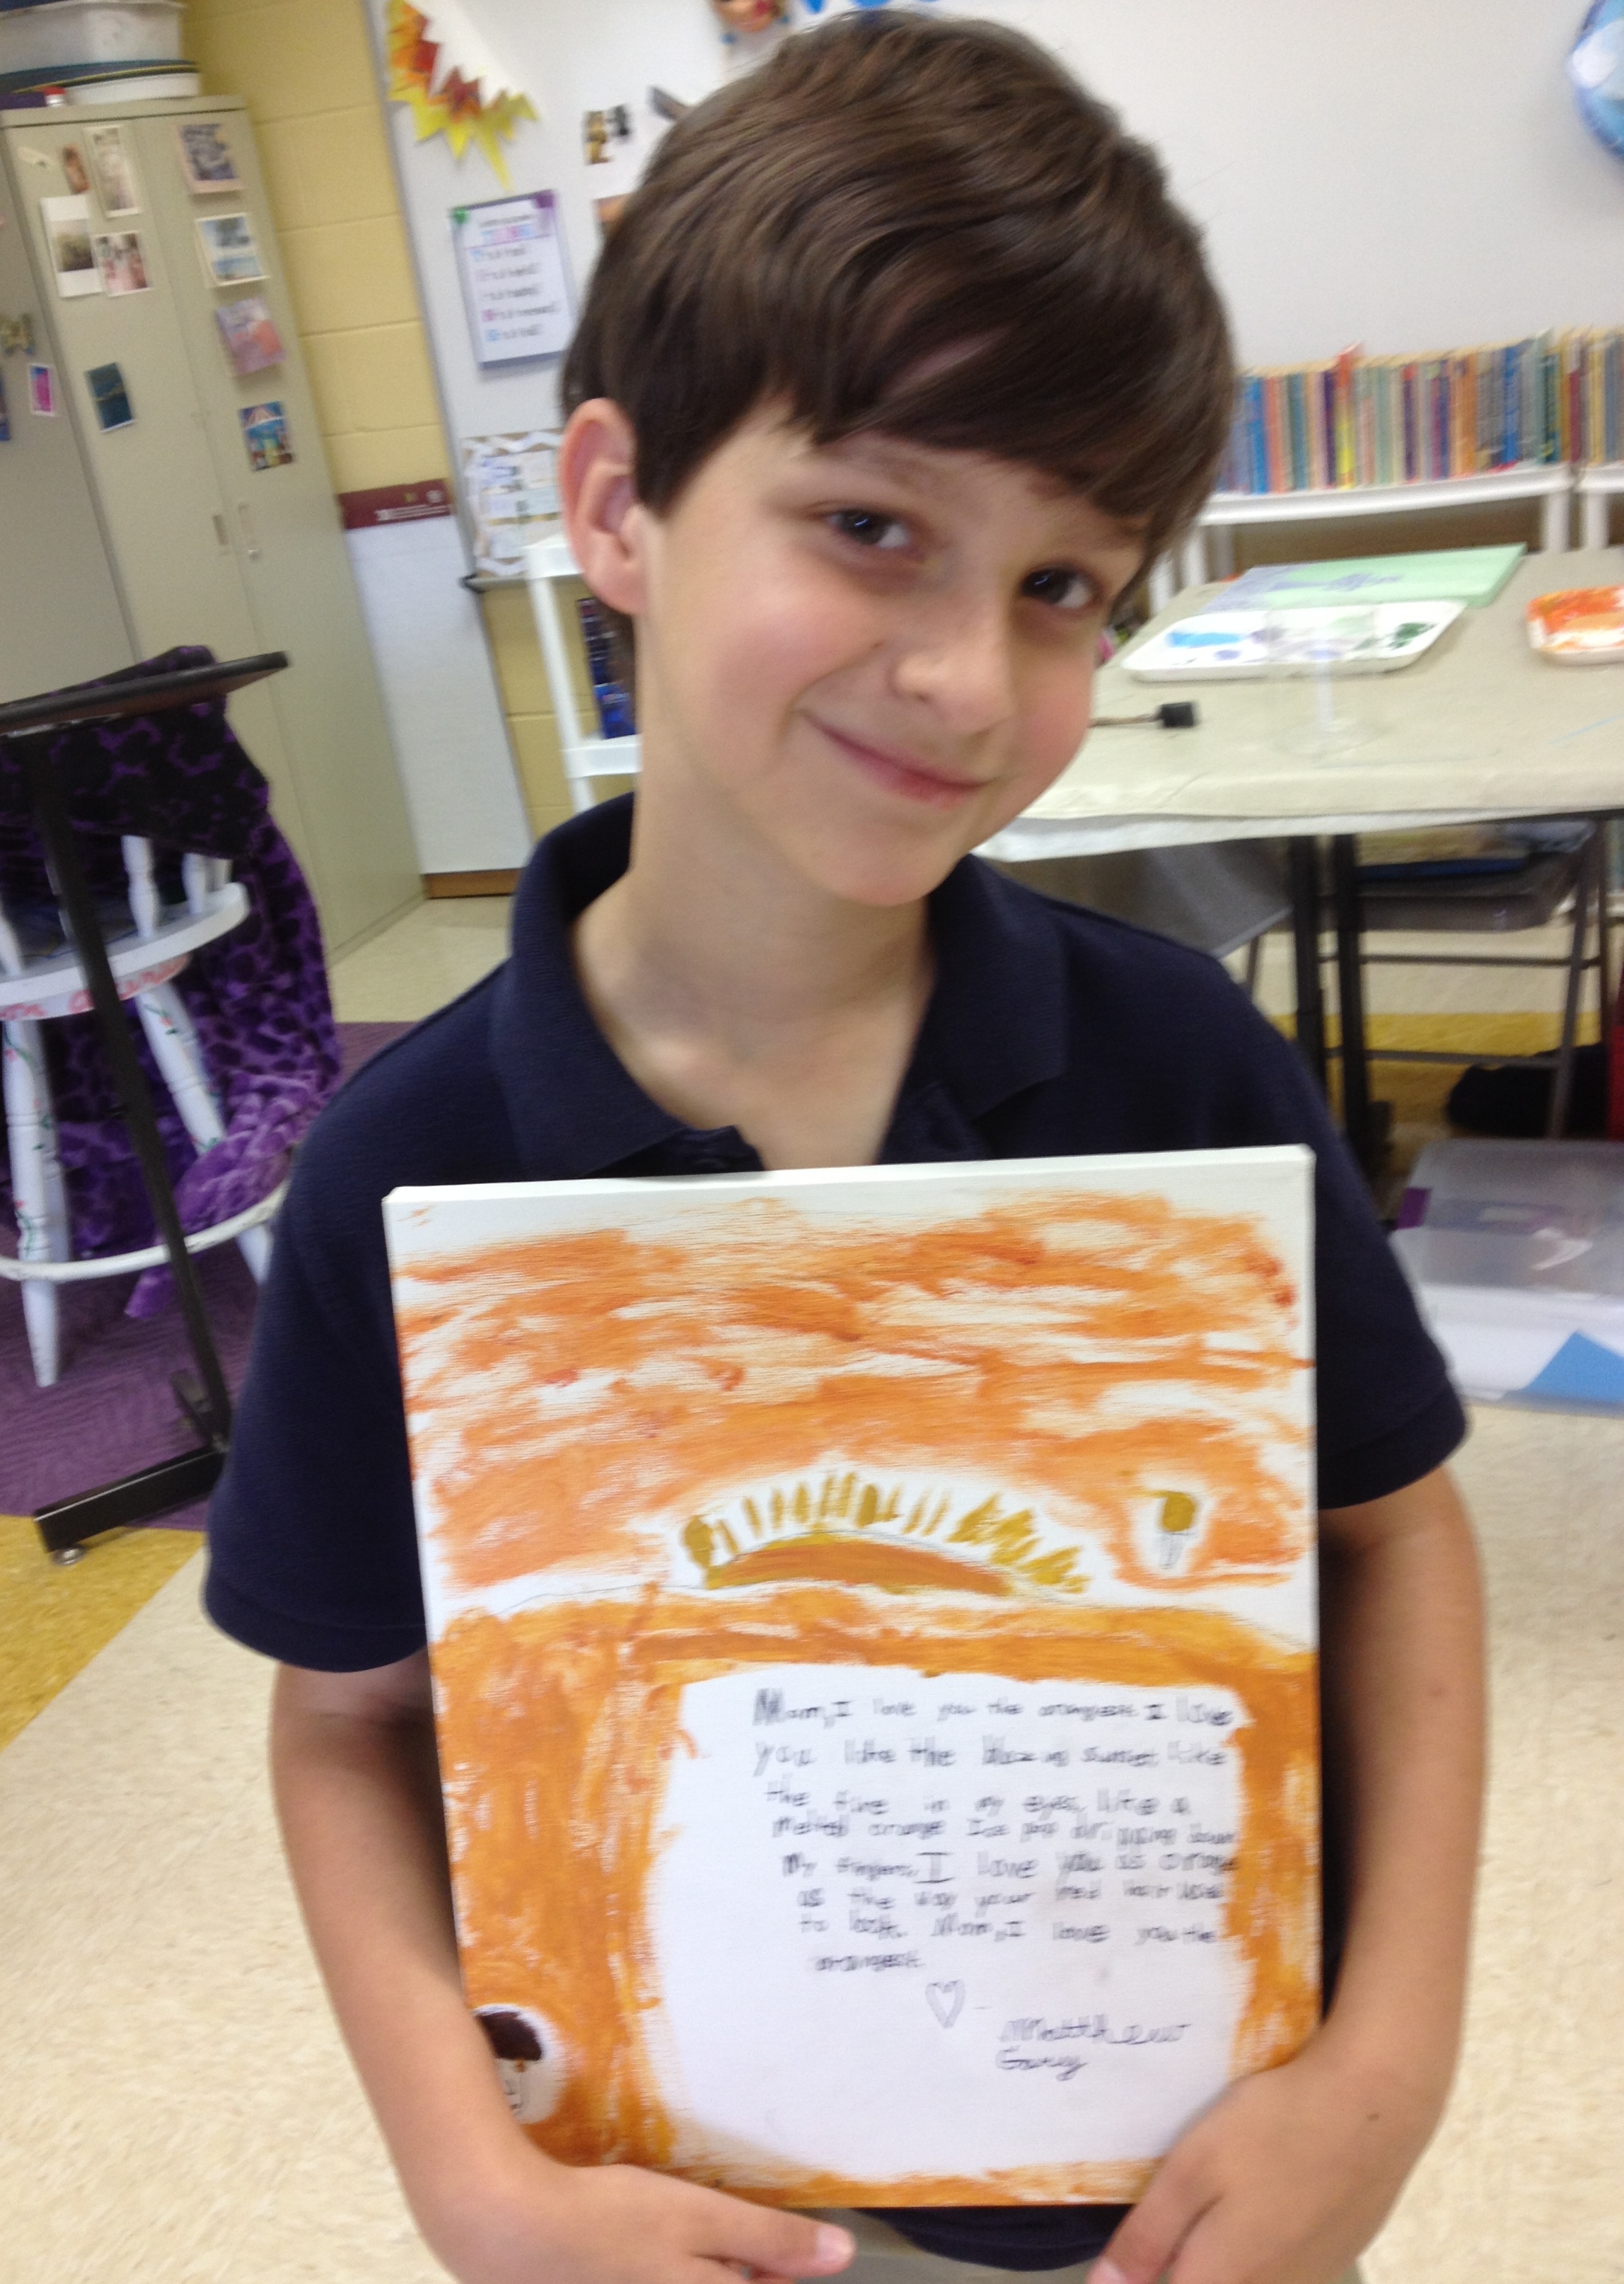 Mom, I love you the orangest. I love
you like the blazing sunset like
the fire in my eyes, like a
melted orange Ice pop dripping down
my fingers. I love you as orange
as the way your red hair used
to look. Mom, I love you the
orangest.
Matthew
Gary